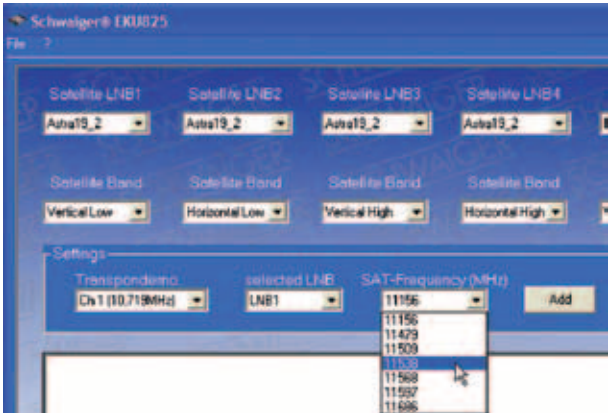 Schwaiger® EKU825
File ?
Satellite LNB1 Satellite LNB2 Satellite LNB3 Satellite LNB4
Astra19_2 Astra19_2 Astra19_2 Astra19_2
Satellite Band Satellite Band Satellite Band Satellite Band
Vertical Low Horizontal Low Vertical High Horizontal High
Settings
Transponderno. selected LNB SAT-Frequency (MHz)
Ch 1 (10,719MHz) LNB1 11156 Add
11156
11479
11509
11538
11568
11597
11686